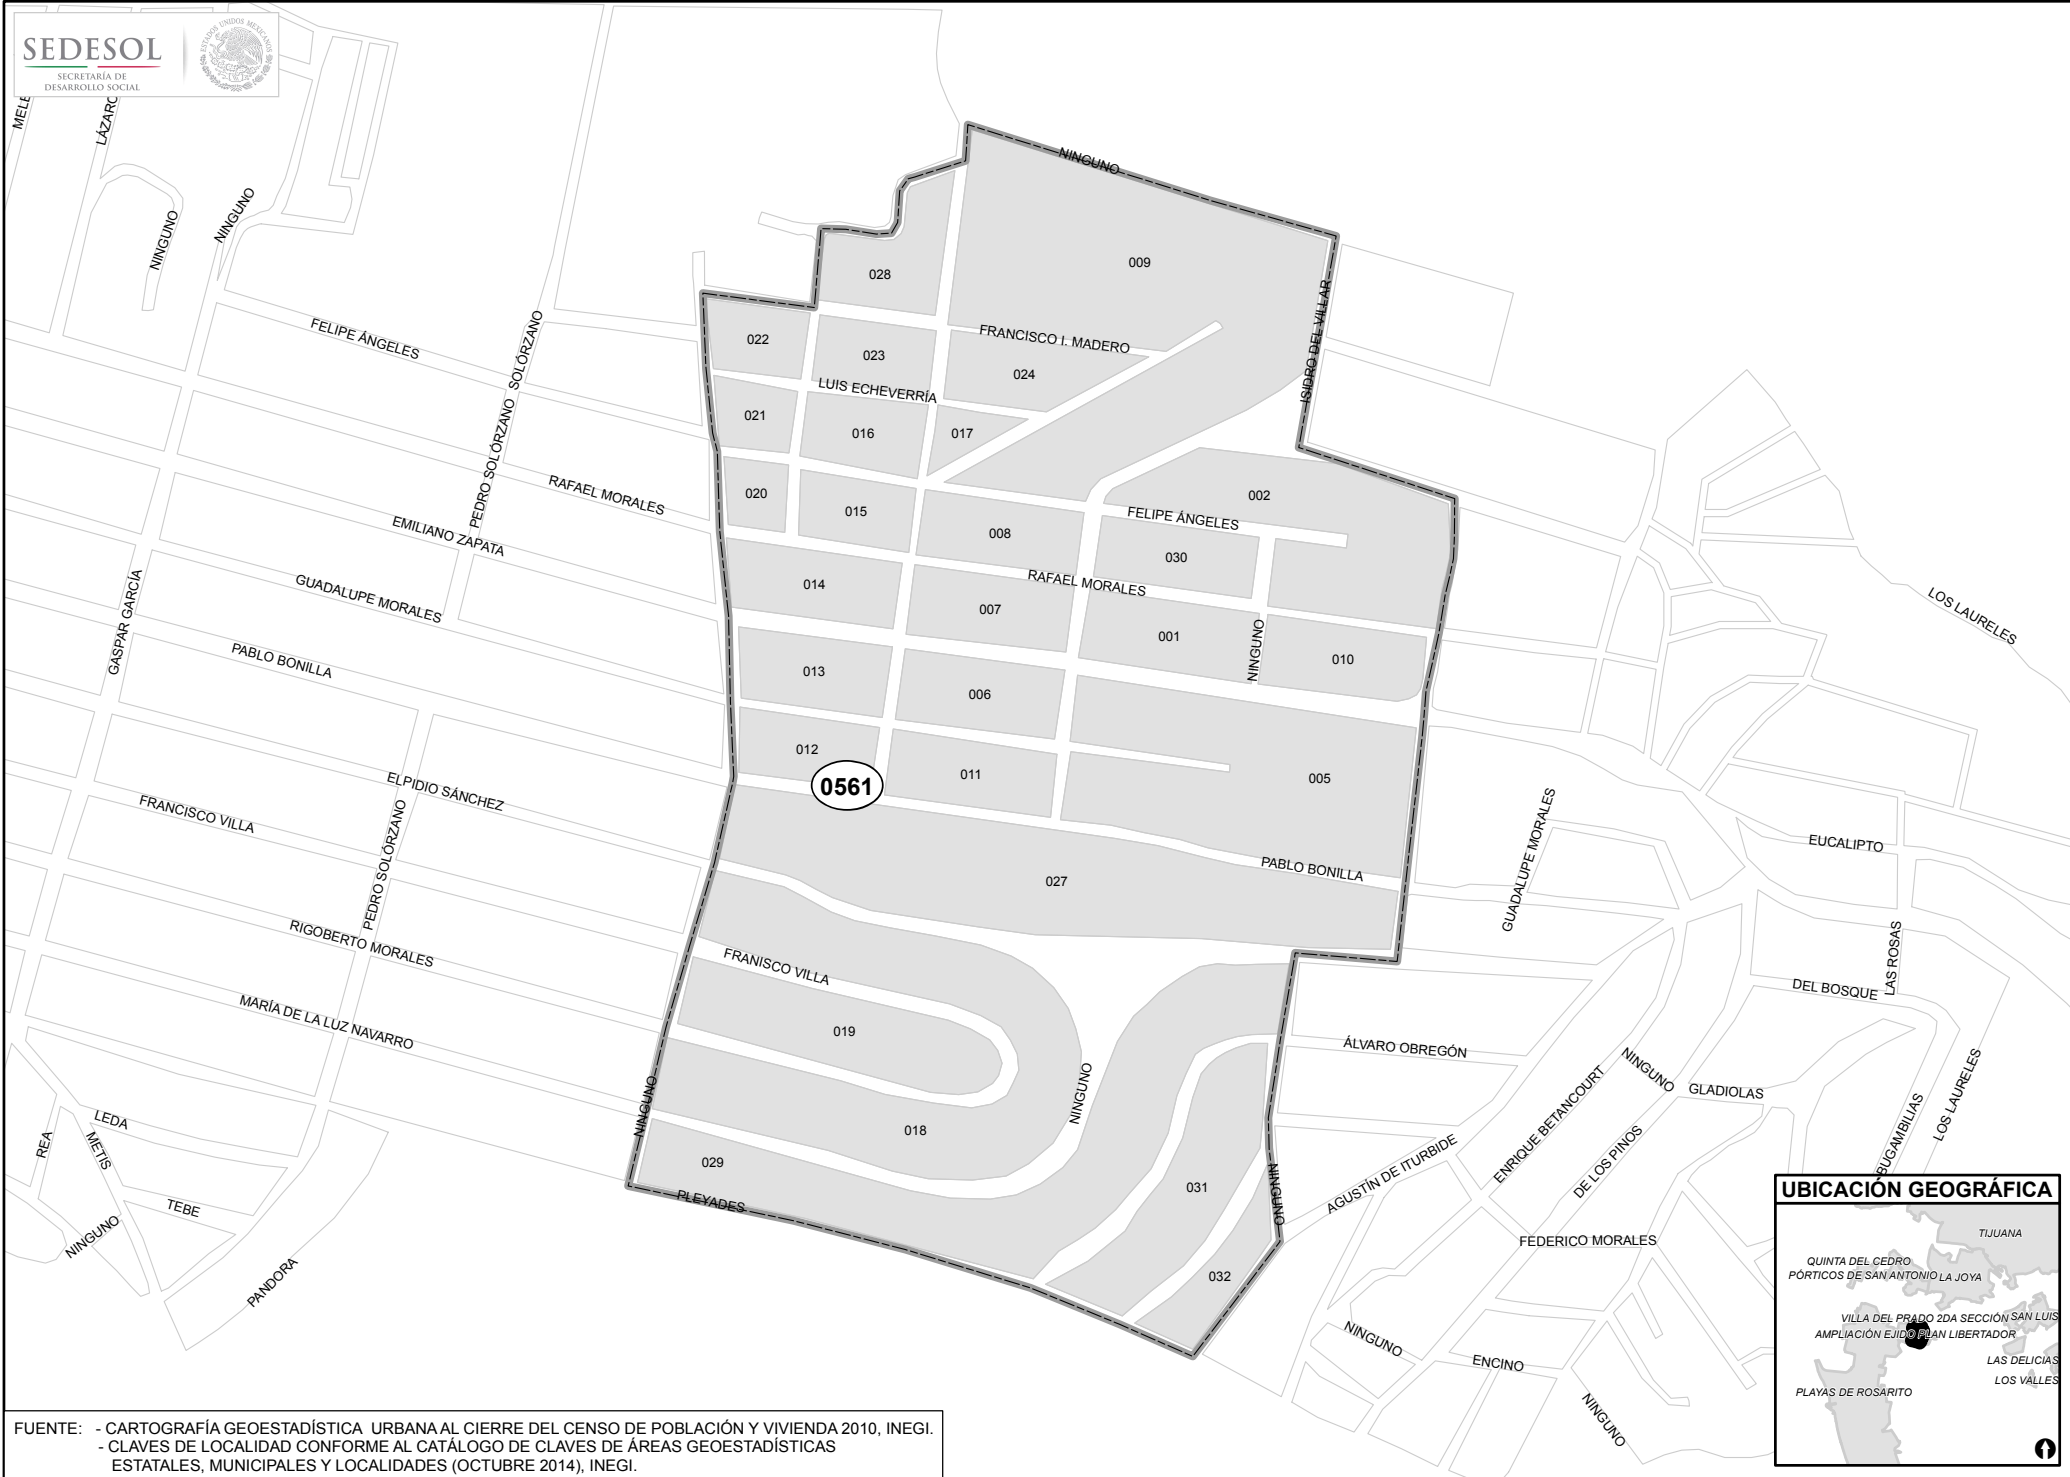 SEDESOL
SECRETARÍA DE
DESARROLLO SOCIAL
ESTADOS UNIDOS MEXICANOS
NINGUNO
NINGUNO
NINGUNO
009
028
ISIDRO DEL VILLAR
FELIPE ÁNGELES
SOLÓRZANO
PEDRO SOLÓRZANO
022
023
FRANCISCO I. MADERO
024
LUIS ECHEVERRÍA
021
016
017
020
015
002
RAFAEL MORALES
EMILIANO ZAPATA
008
FELIPE ÁNGELES
030
GUADALUPE MORALES
014
RAFAEL MORALES
007
001
NINGUNO
010
LOS LAURELES
GASPAR GARCÍA
PABLO BONILLA
013
006
012
011
005
0561
ELPIDIO SÁNCHEZ
FRANCISCO VILLA
PEDRO SOLÓRZANO
PABLO BONILLA
027
GUADALUPE MORALES
EUCALIPTO
RIGOBERTO MORALES
FRANISCO VILLA
LAS ROSAS
DEL BOSQUE
MARÍA DE LA LUZ NAVARRO
019
ÁLVARO OBREGÓN
NINGUNO
GLADIOLAS
ENRIQUE BETANCOURT
LOS LAURELES
BUGAMBILIAS
NINGUNO
NINGUNO
018
029
LEDA
REA
METIS
TEBE
NINGUNO
PANDORA
PLEYADES
031
NINGUNO
032
AGUSTÍN DE ITURBIDE
DE LOS PINOS
FEDERICO MORALES
NINGUNO
ENCINO
NINGUNO
UBICACIÓN GEOGRÁFICA
TIJUANA
QUINTA DEL CEDRO
PÓRTICOS DE SAN ANTONIO LA JOYA
VILLA DEL PRADO 2DA SECCIÓN SAN LUIS
AMPLIACIÓN EJIDO PLAN LIBERTADOR
LAS DELICIAS
LOS VALLES
PLAYAS DE ROSARITO
FUENTE: - CARTOGRAFÍA GEOESTADÍSTICA URBANA AL CIERRE DEL CENSO DE POBLACIÓN Y VIVIENDA 2010, INEGI.
- CLAVES DE LOCALIDAD CONFORME AL CATÁLOGO DE CLAVES DE ÁREAS GEOESTADÍSTICAS
ESTATALES, MUNICIPALES Y LOCALIDADES (OCTUBRE 2014), INEGI.